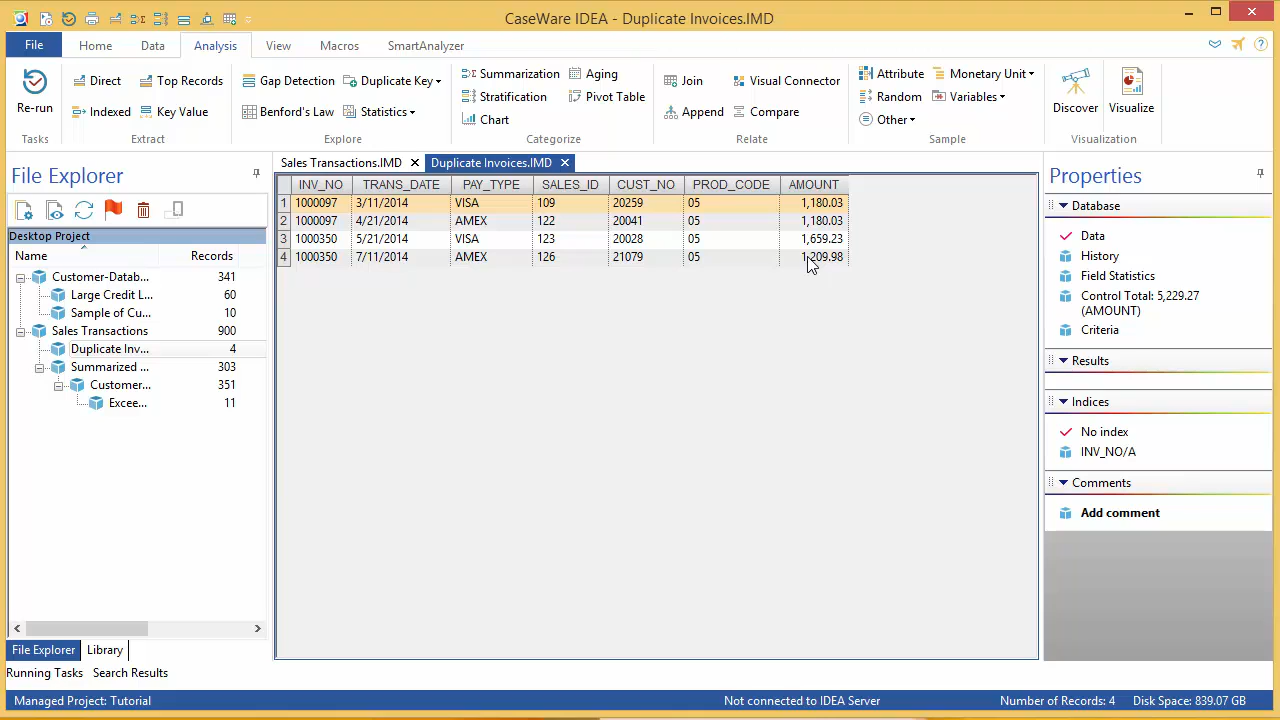 CaseWare IDEA - Duplicate Invoices.IMD
File Home Data Analysis View Macros SmartAnalyzer
Re-run
Tasks
Direct Top Records
Indexed Key Value
Extract
Gap Detection Duplicate Key
Benford's Law Statistics
Explore
Summarization Aging
Stratification Pivot Table
Chart
Categorize
Join Visual Connector
Append Compare
Relate
Attribute Monetary Unit
Random Variables
Other
Sample
Discover Visualize
Visualization
File Explorer
Desktop Project
Name Records
Customer-Datab... 341
Large Credit L... 60
Sample of Cu... 10
Sales Transactions 900
Duplicate Inv... 4
Summarized ... 303
Customer... 351
Excee... 11
File Explorer Library
Sales Transactions.IMD Duplicate Invoices.IMD
INV_NO TRANS_DATE PAY_TYPE SALES_ID CUST_NO PROD_CODE AMOUNT
1 1000097 3/11/2014 VISA 109 20259 05 1,180.03
2 1000097 4/21/2014 AMEX 122 20041 05 1,180.03
3 1000350 5/21/2014 VISA 123 20028 05 1,659.23
4 1000350 7/11/2014 AMEX 126 21079 05 1,209.98
Properties
Database
Data
History
Field Statistics
Control Total: 5,229.27
(AMOUNT)
Criteria
Results
Indices
No index
INV_NO/A
Comments
Add comment
Running Tasks Search Results
Managed Project: Tutorial Not connected to IDEA Server Number of Records: 4 Disk Space: 839.07 GB